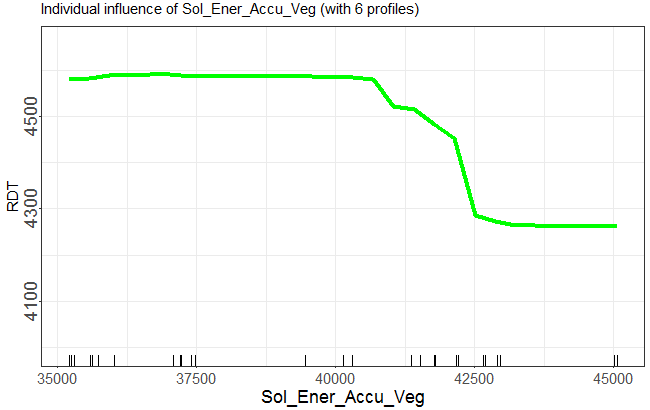 Individual influence of Sol_Ener_Accu_Veg (with 6 profiles)
4500
4300
4100
RDT
35000 37500 40000 42500 45000
Sol_Ener_Accu_Veg